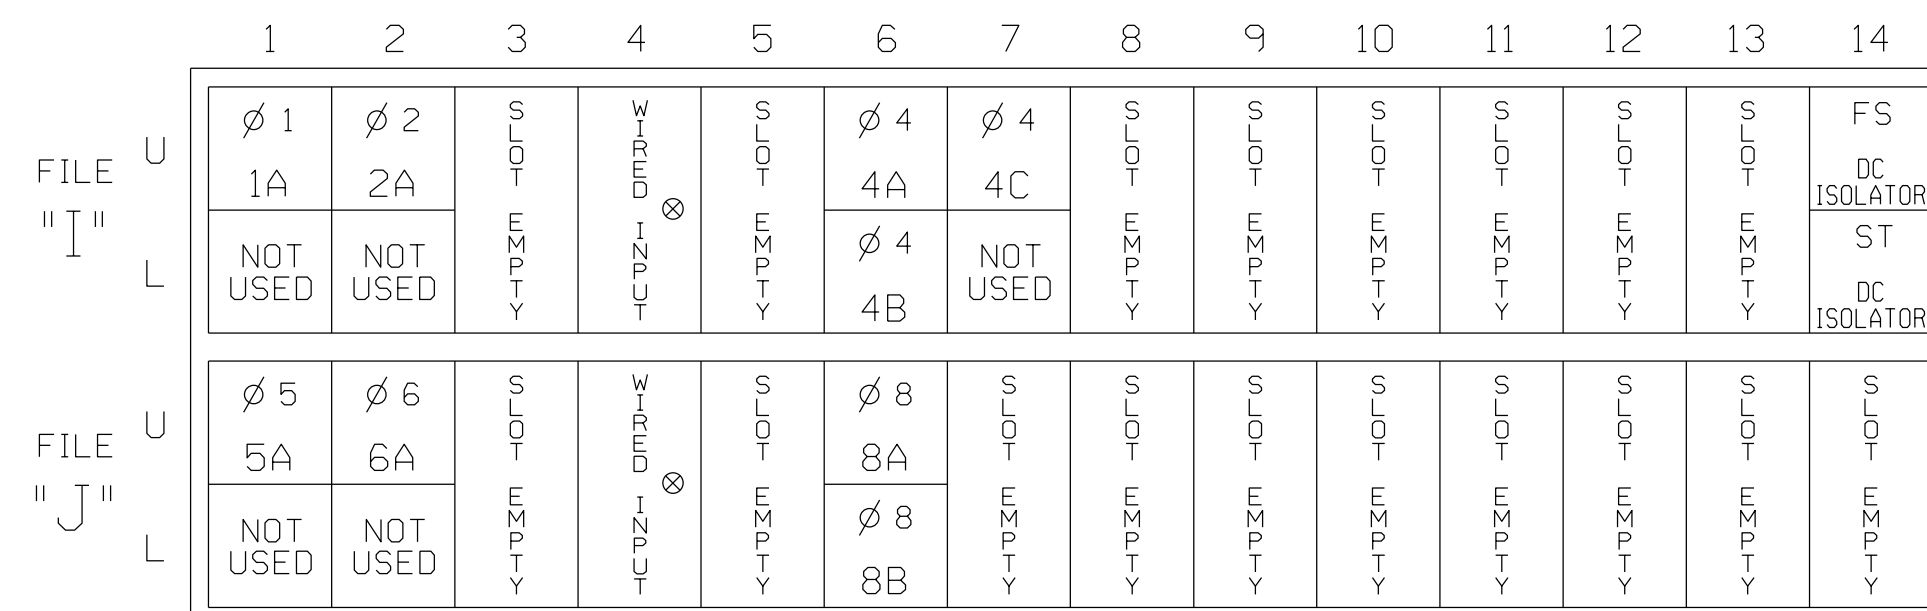 1 2 3 4 5 6 7 8 9 10 11 12 13 14
FILE "I"
U
L
Ø 1
1A
NOT
USED
Ø 2
2A
NOT
USED
SLOT EMPTY
WIRED INPUT
⊗
SLOT EMPTY
Ø 4
4A
Ø 4
4B
Ø 4
4C
NOT
USED
SLOT EMPTY
SLOT EMPTY
SLOT EMPTY
SLOT EMPTY
SLOT EMPTY
SLOT EMPTY
FS
DC
ISOLATOR
ST
DC
ISOLATOR
FILE "J"
U
L
Ø 5
5A
NOT
USED
Ø 6
6A
NOT
USED
SLOT EMPTY
WIRED INPUT
⊗
SLOT EMPTY
Ø 8
8A
Ø 8
8B
SLOT EMPTY
SLOT EMPTY
SLOT EMPTY
SLOT EMPTY
SLOT EMPTY
SLOT EMPTY
SLOT EMPTY
SLOT EMPTY